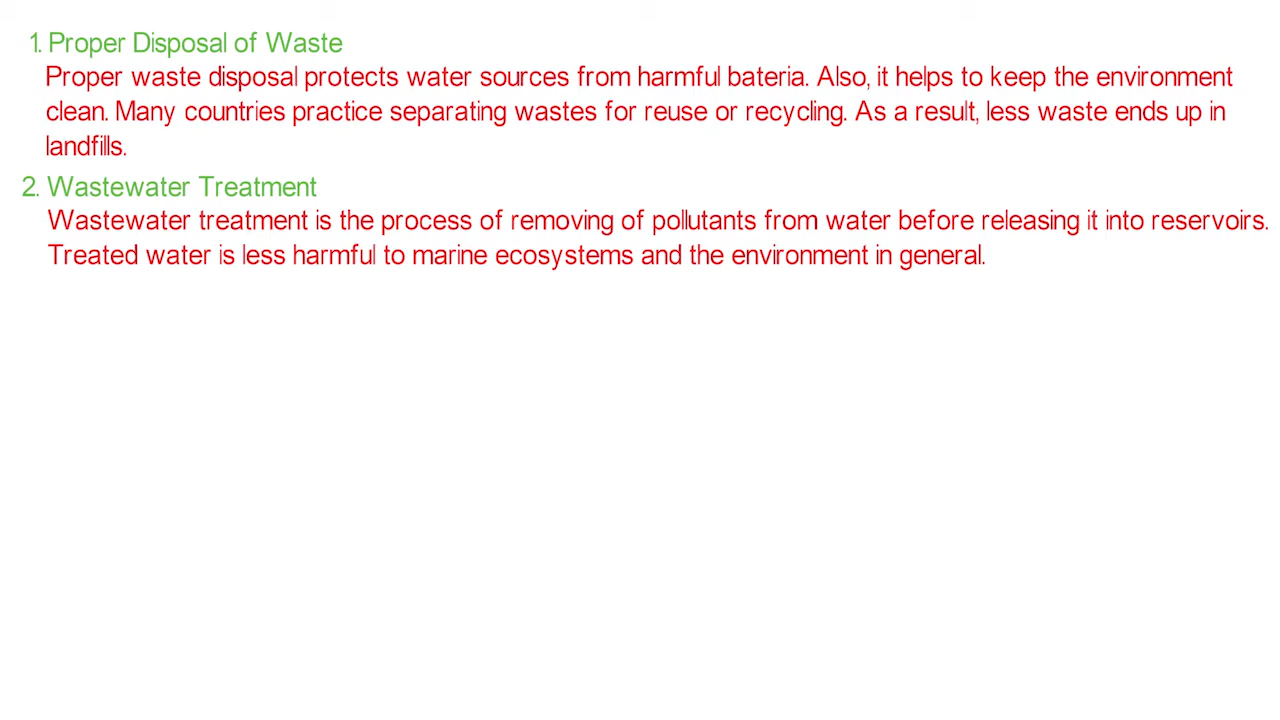 1. Proper Disposal of Waste
Proper waste disposal protects water sources from harmful bateria. Also, it helps to keep the environment
clean. Many countries practice separating wastes for reuse or recycling. As a result, less waste ends up in
landfills.
2. Wastewater Treatment
Wastewater treatment is the process of removing of pollutants from water before releasing it into reservoirs.
Treated water is less harmful to marine ecosystems and the environment in general.